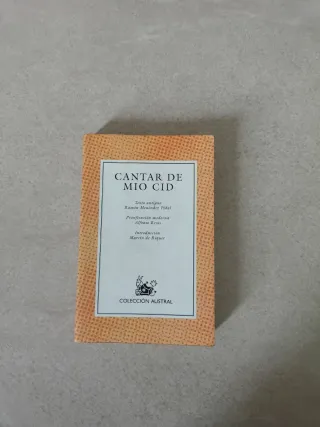 CANTAR DE
MIO CID
Texto antiguo
Ramón Menéndez Pidal
Prosificación moderna
Alfonso Reyes
Introducción
Martín de Riquer
COLECCIÓN AUSTRAL